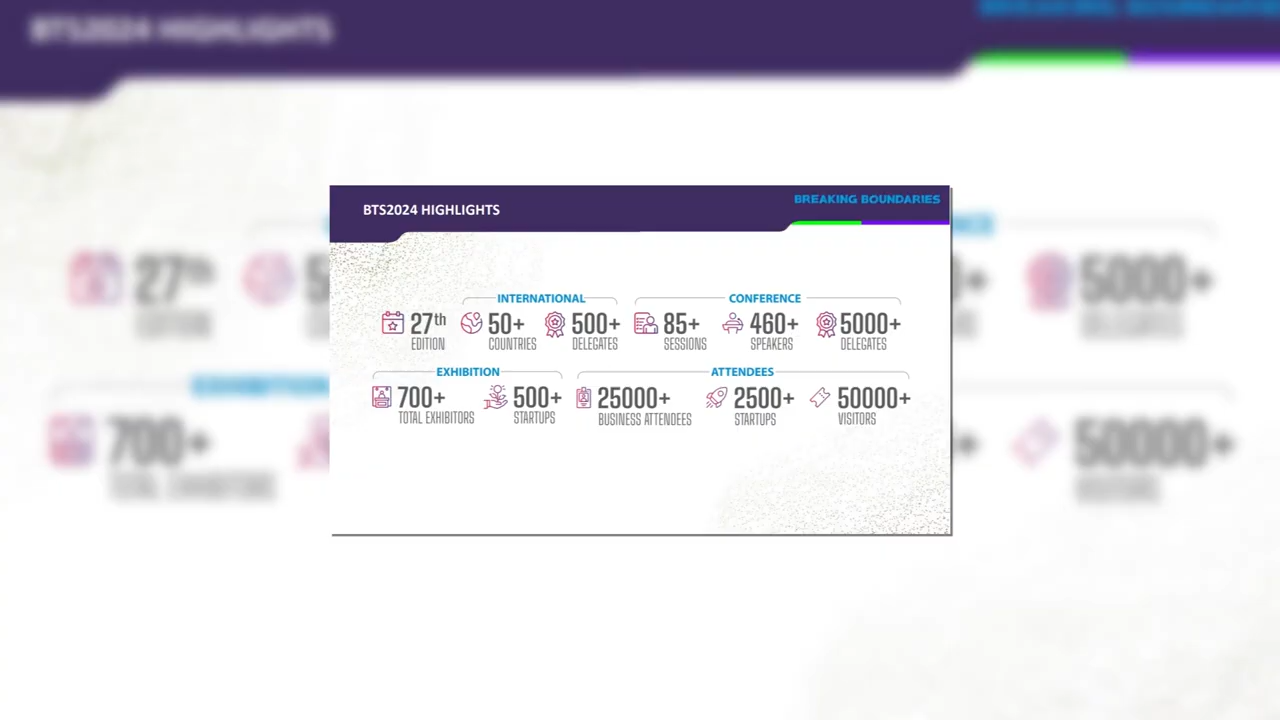 BTS2024 HIGHLIGHTS
BREAKING BOUNDARIES
INTERNATIONAL
CONFERENCE
27th
EDITION
50+
COUNTRIES
500+
DELEGATES
85+
SESSIONS
460+
SPEAKERS
5000+
DELEGATES
EXHIBITION
ATTENDEES
700+
TOTAL EXHIBITORS
500+
STARTUPS
25000+
BUSINESS ATTENDEES
2500+
STARTUPS
50000+
VISITORS